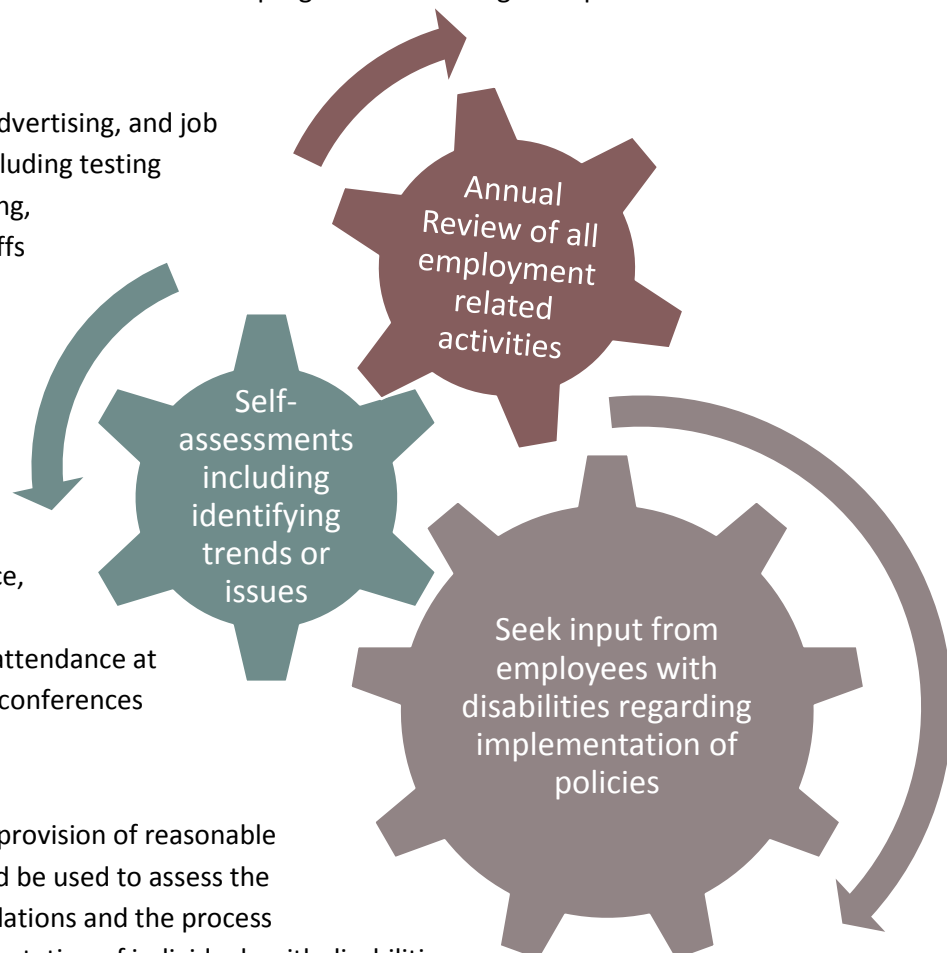 dvertising, and job
luding testing
ng,
ffs
Annual
Review of all
employment
related
activities
Self-
assessments
including
identifying
trends or
issues
ce,
attendance at
conferences
Seek input from
employees with
disabilities regarding
implementation of
policies
provision of reasonable
d be used to assess the
lations and the process